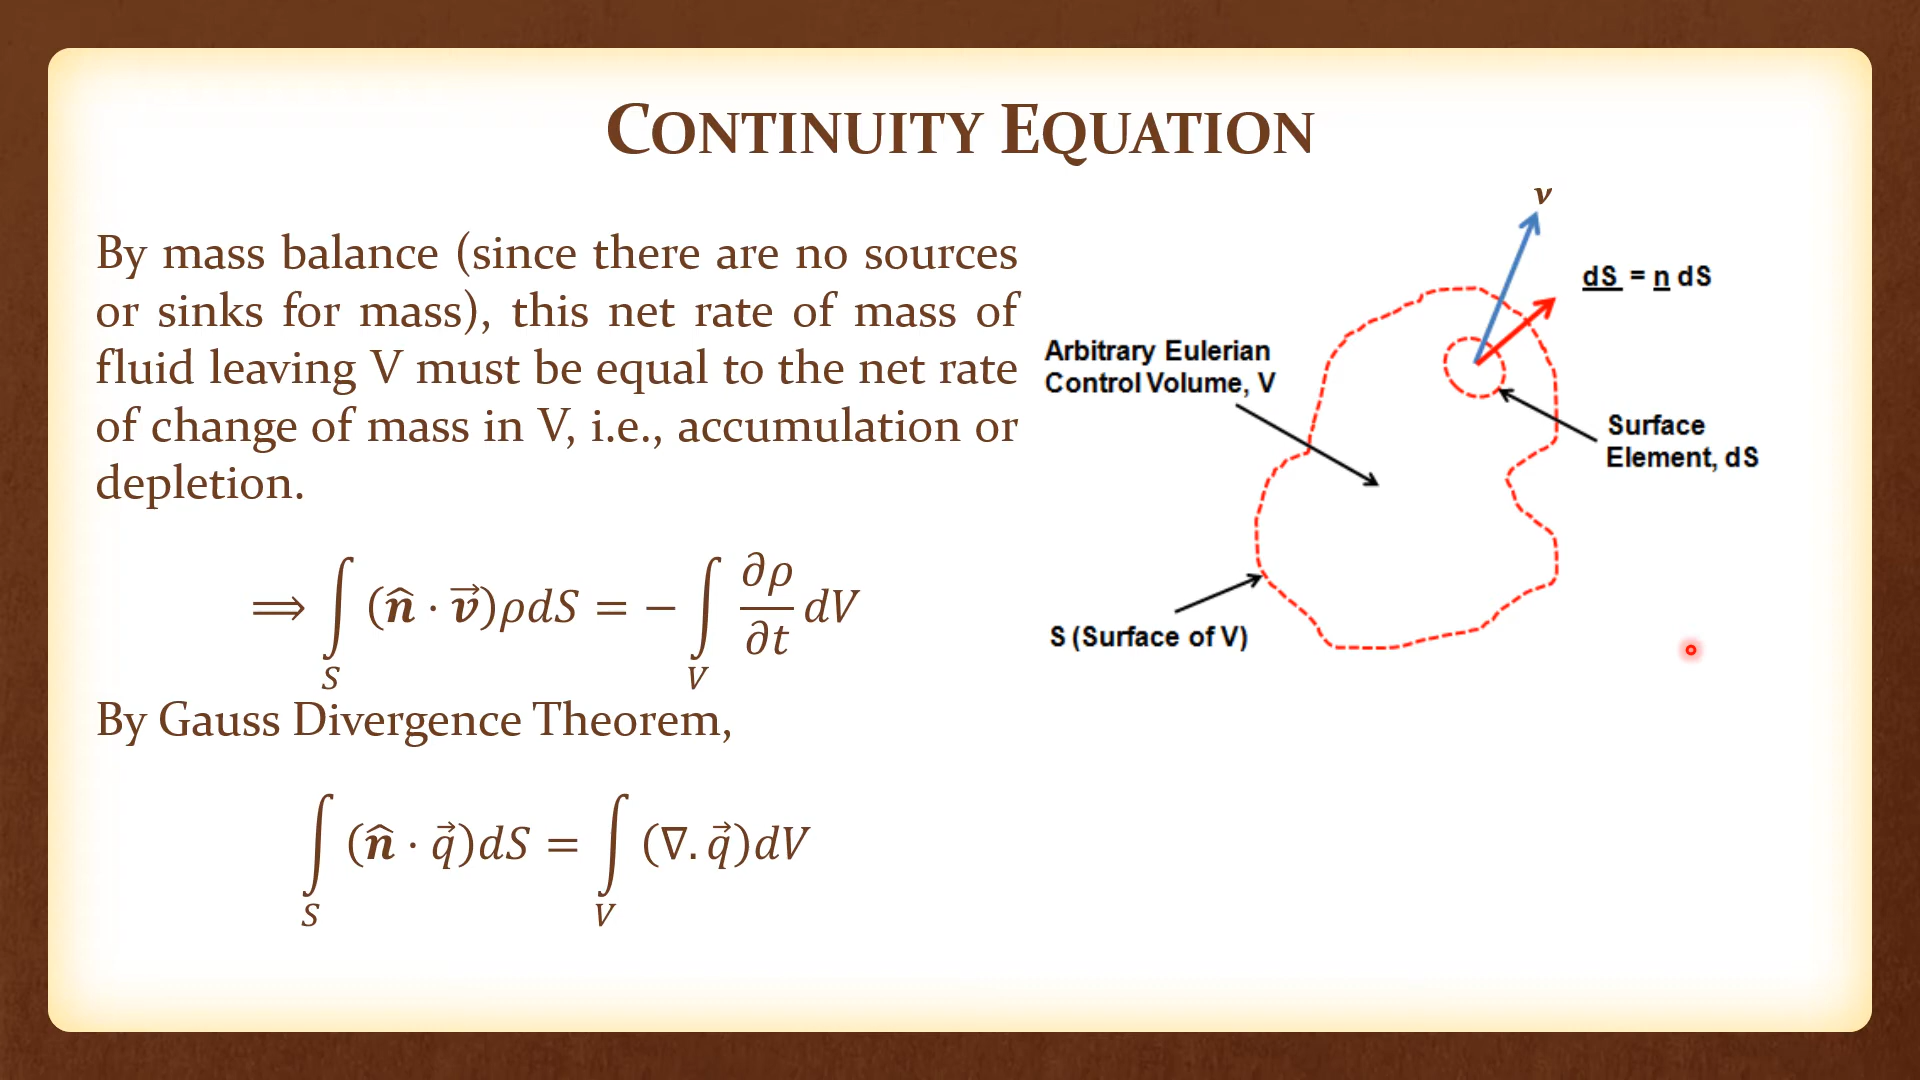 CONTINUITY EQUATION
By mass balance (since there are no sources
or sinks for mass), this net rate of mass of
fluid leaving V must be equal to the net rate
of change of mass in V, i.e., accumulation or
depletion.
⟹ ∫_S (n̂ · v⃗)ρdS = − ∫_V ∂ρ/∂t dV
By Gauss Divergence Theorem,
∫_S (n̂ · q⃗)dS = ∫_V (∇. q⃗)dV
v
dS = n dS
Arbitrary Eulerian
Control Volume, V
Surface
Element, dS
S (Surface of V)